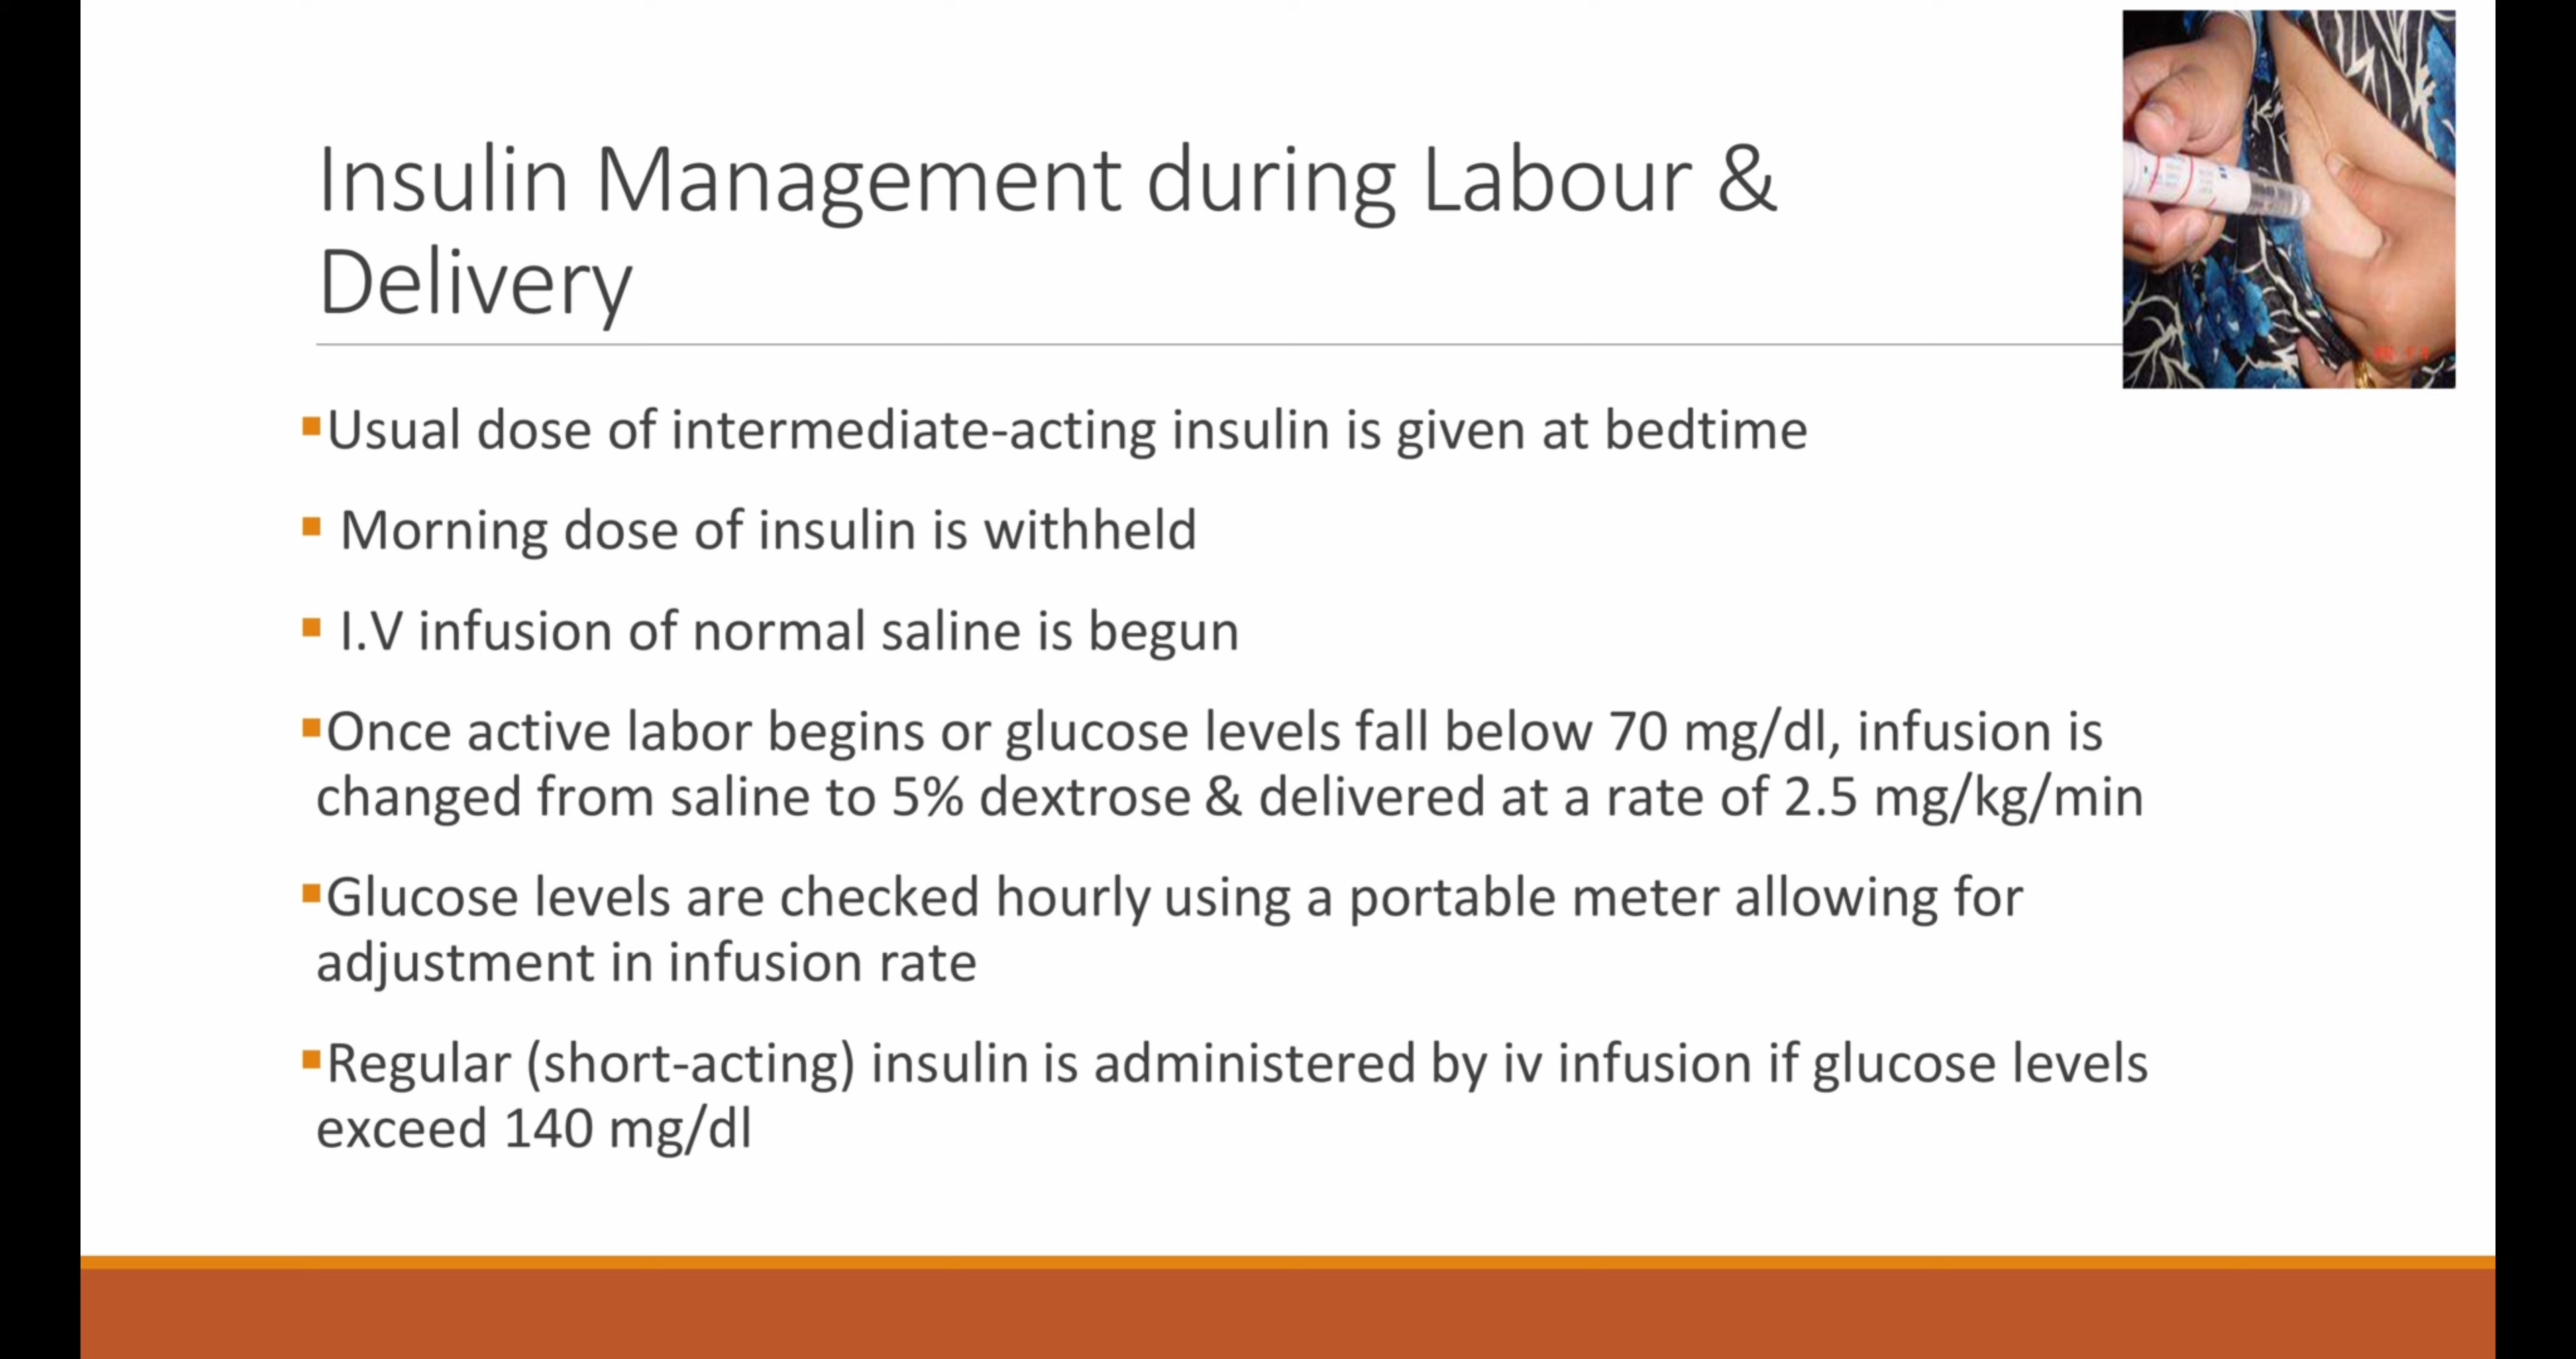 Insulin Management during Labour &
Delivery
Usual dose of intermediate-acting insulin is given at bedtime
Morning dose of insulin is withheld
I.V infusion of normal saline is begun
Once active labor begins or glucose levels fall below 70 mg/dl, infusion is
changed from saline to 5% dextrose & delivered at a rate of 2.5 mg/kg/min
Glucose levels are checked hourly using a portable meter allowing for
adjustment in infusion rate
Regular (short-acting) insulin is administered by iv infusion if glucose levels
exceed 140 mg/dl